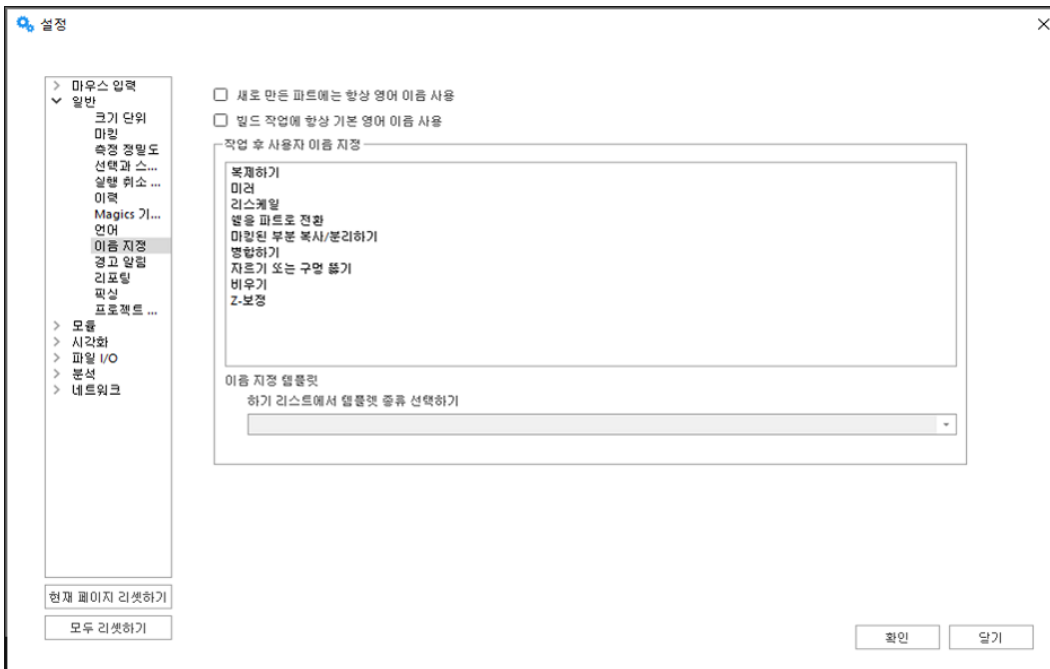 설정
마우스 입력
일반
크기 단위
마킹
측정 정밀도
선택과 스...
실행 취소 ...
이력
Magics 기...
언어
이음 지정
경고 알림
리포팅
픽싱
프로젝트 ...
모듈
시각화
파일 I/O
분석
네트워크
현재 페이지 리셋하기
모두 리셋하기
새로 만든 파트에는 항상 영어 이음 사용
빌드 작업에 항상 기본 영어 이음 사용
작업 후 사용자 이음 지정
복제하기
미러
리스케일
쉘을 파트로 전환
마킹된 부분 복사/분리하기
병합하기
자르기 또는 구멍 뚫기
비우기
Z-보정
이음 지정 템플릿
하기 리스트에서 템플렛 종류 선택하기
확인
닫기